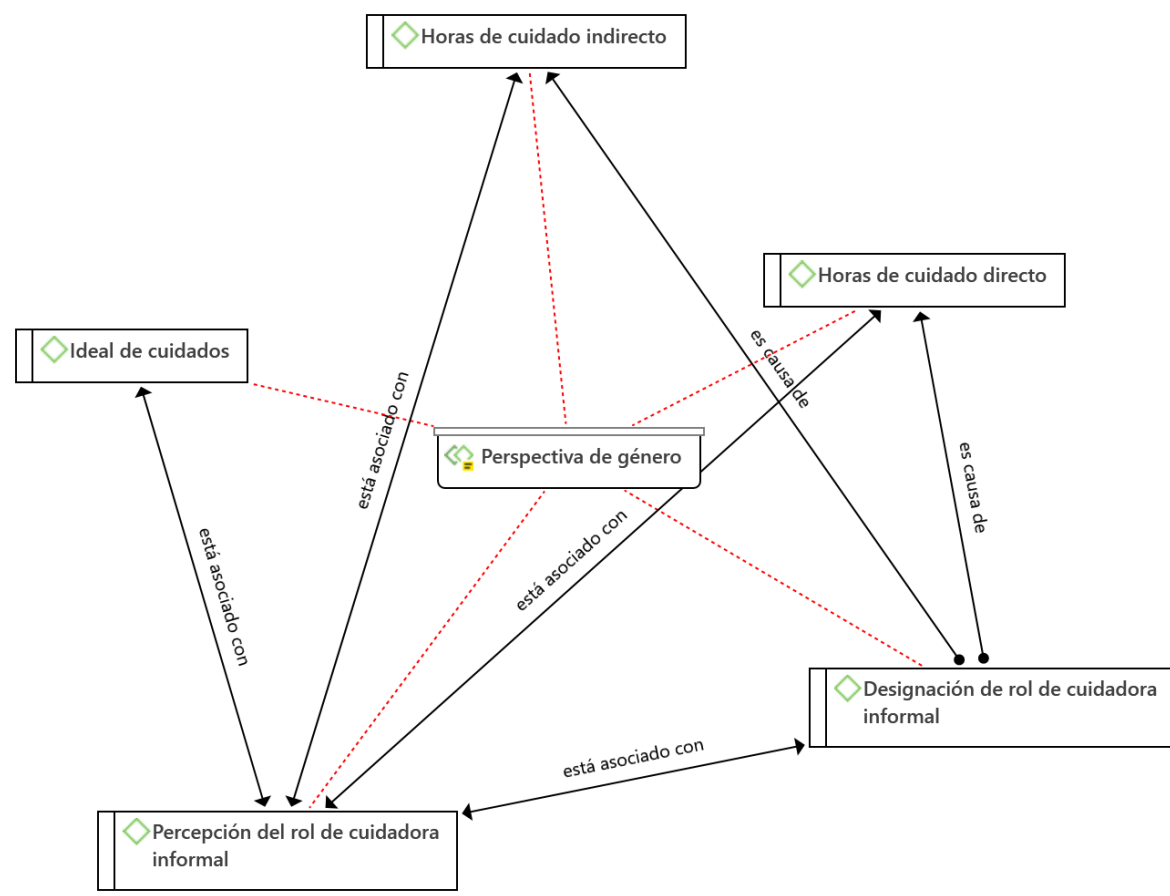 Horas de cuidado indirecto
Horas de cuidado directo
es causa de
Ideal de cuidados
está asociado con
Perspectiva de género
es causa de
está asociado con
está asociado con
Designación de rol de cuidadora
informal
está asociado con
Percepción del rol de cuidadora
informal